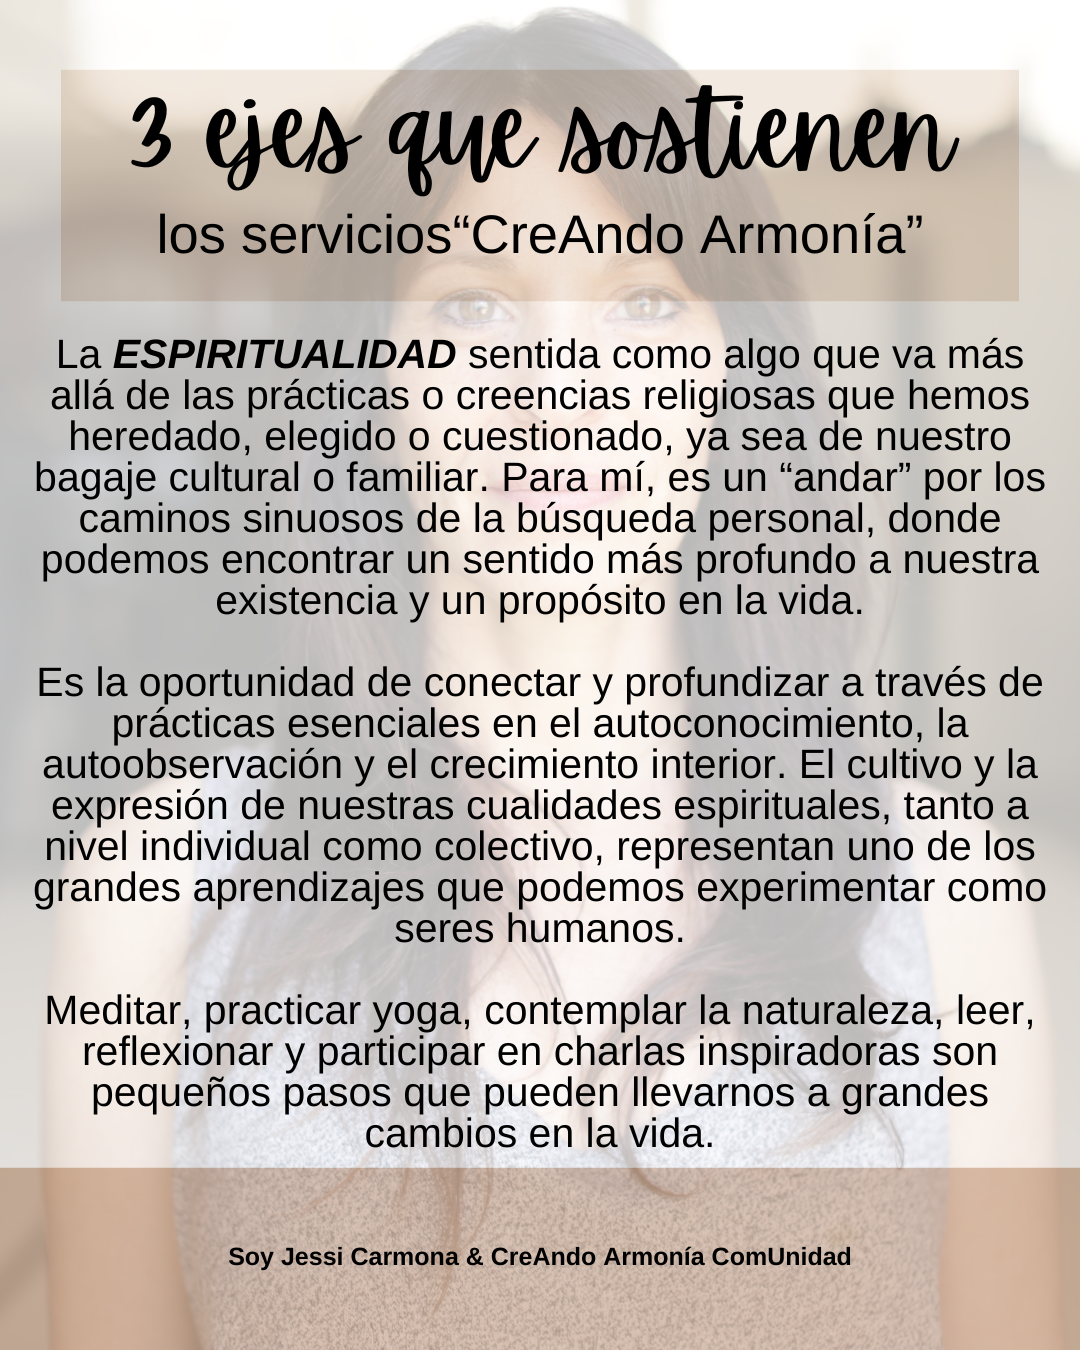 3 ejes que sostienen
los servicios“CreAndo Armonía”
La ESPIRITUALIDAD sentida como algo que va más
allá de las prácticas o creencias religiosas que hemos
heredado, elegido o cuestionado, ya sea de nuestro
bagaje cultural o familiar. Para mí, es un “andar” por los
caminos sinuosos de la búsqueda personal, donde
podemos encontrar un sentido más profundo a nuestra
existencia y un propósito en la vida.
Es la oportunidad de conectar y profundizar a través de
prácticas esenciales en el autoconocimiento, la
autoobservación y el crecimiento interior. El cultivo y la
expresión de nuestras cualidades espirituales, tanto a
nivel individual como colectivo, representan uno de los
grandes aprendizajes que podemos experimentar como
seres humanos.
Meditar, practicar yoga, contemplar la naturaleza, leer,
reflexionar y participar en charlas inspiradoras son
pequeños pasos que pueden llevarnos a grandes
cambios en la vida.
Soy Jessi Carmona & CreAndo Armonía ComUnidad